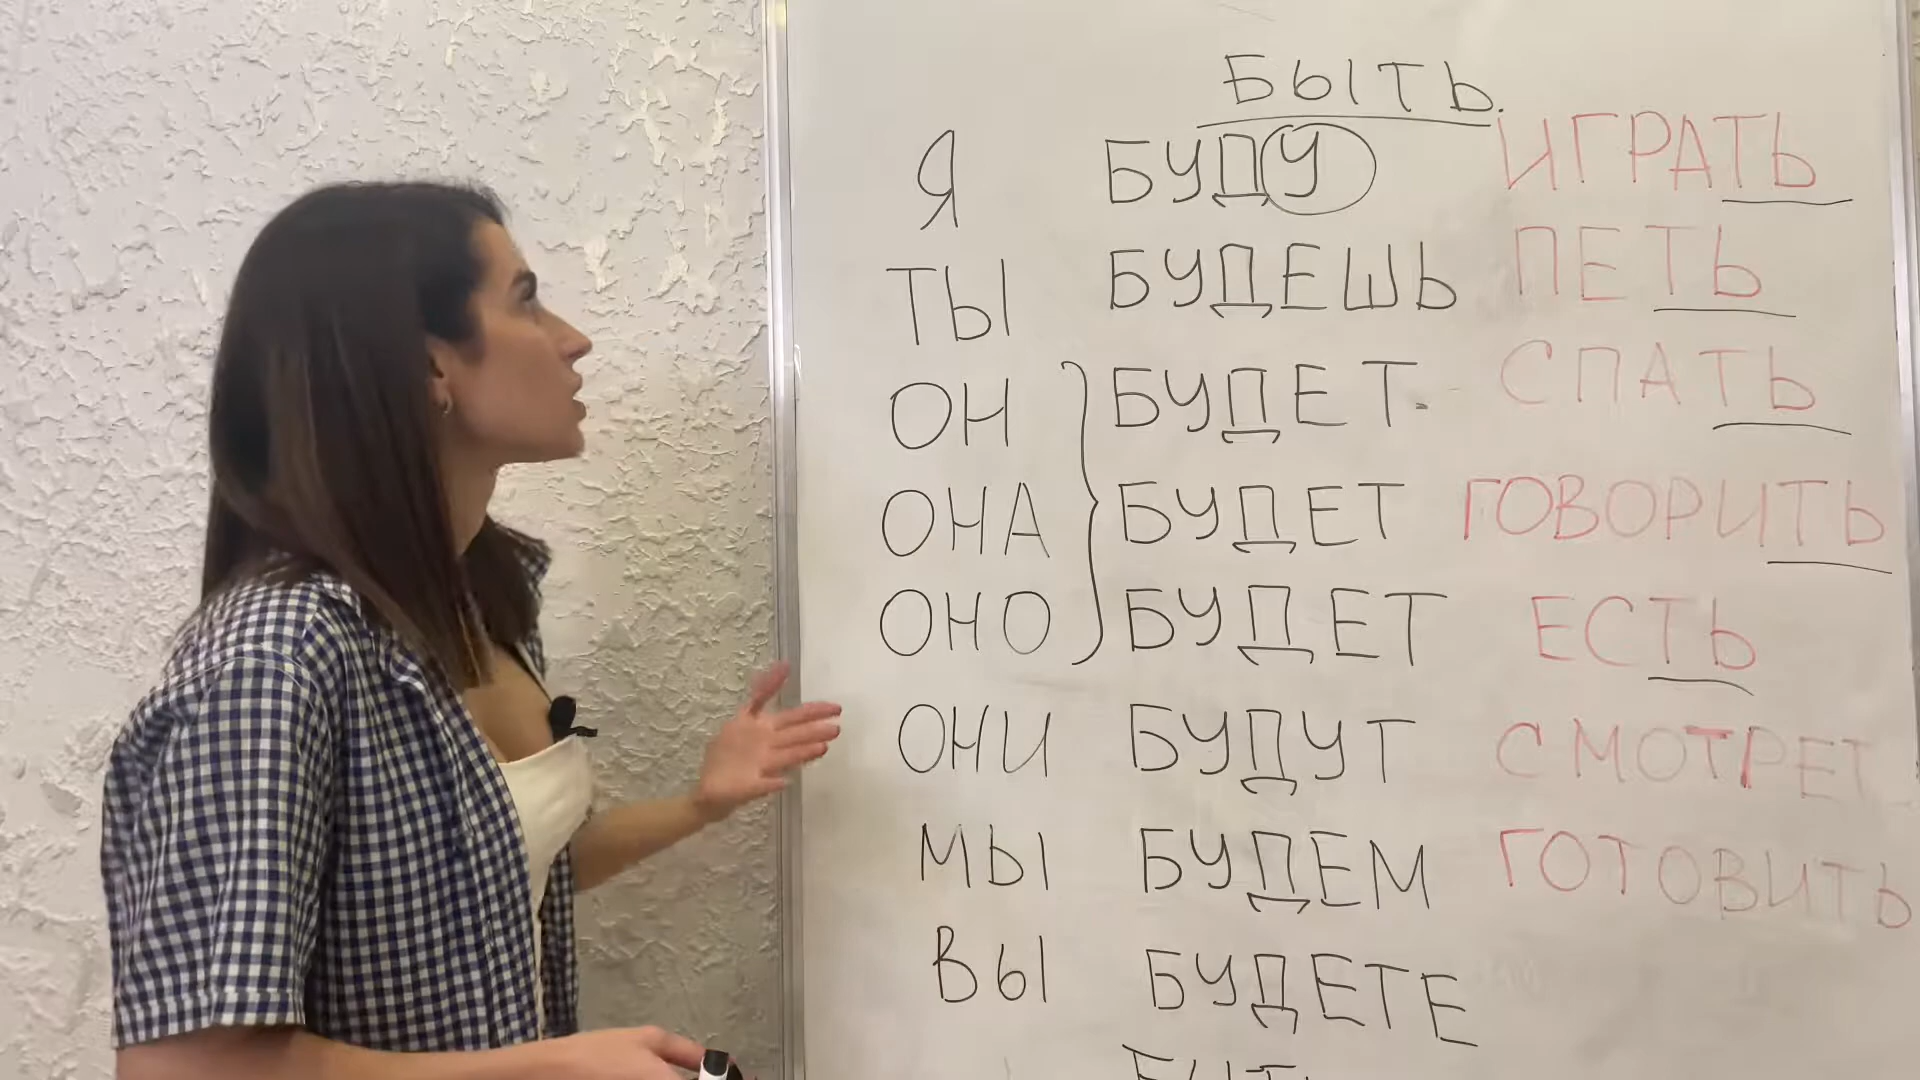 БЫТЬ.
Я БУДУ ИГРАТЬ
ТЫ БУДЕШЬ ПЕТЬ
ОН БУДЕТ СПАТЬ
ОНА БУДЕТ ГОВОРИТЬ
ОНО БУДЕТ ЕСТЬ
ОНИ БУДУТ СМОТРЕТ
МЫ БУДЕМ ГОТОВИТЬ
ВЫ БУДЕТЕ